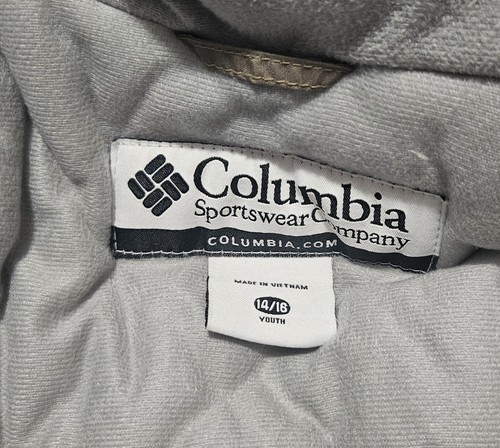 Columbia
Sportswear Company
COLUMBIA.COM
MADE IN VIETNAM
14/16
YOUTH